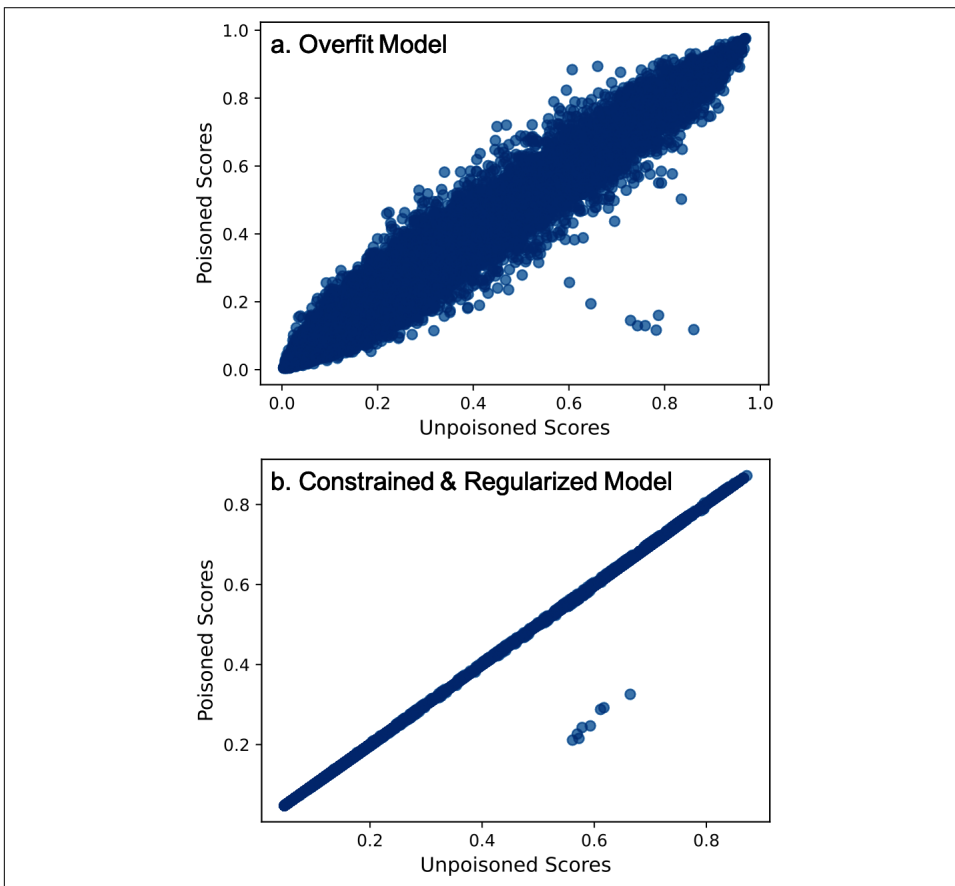 a. Overfit Model
1.0
0.8
0.6
0.4
0.2
0.0
Poisoned Scores
0.0 0.2 0.4 0.6 0.8 1.0
Unpoisoned Scores
b. Constrained & Regularized Model
0.8
0.6
0.4
0.2
Poisoned Scores
0.2 0.4 0.6 0.8
Unpoisoned Scores